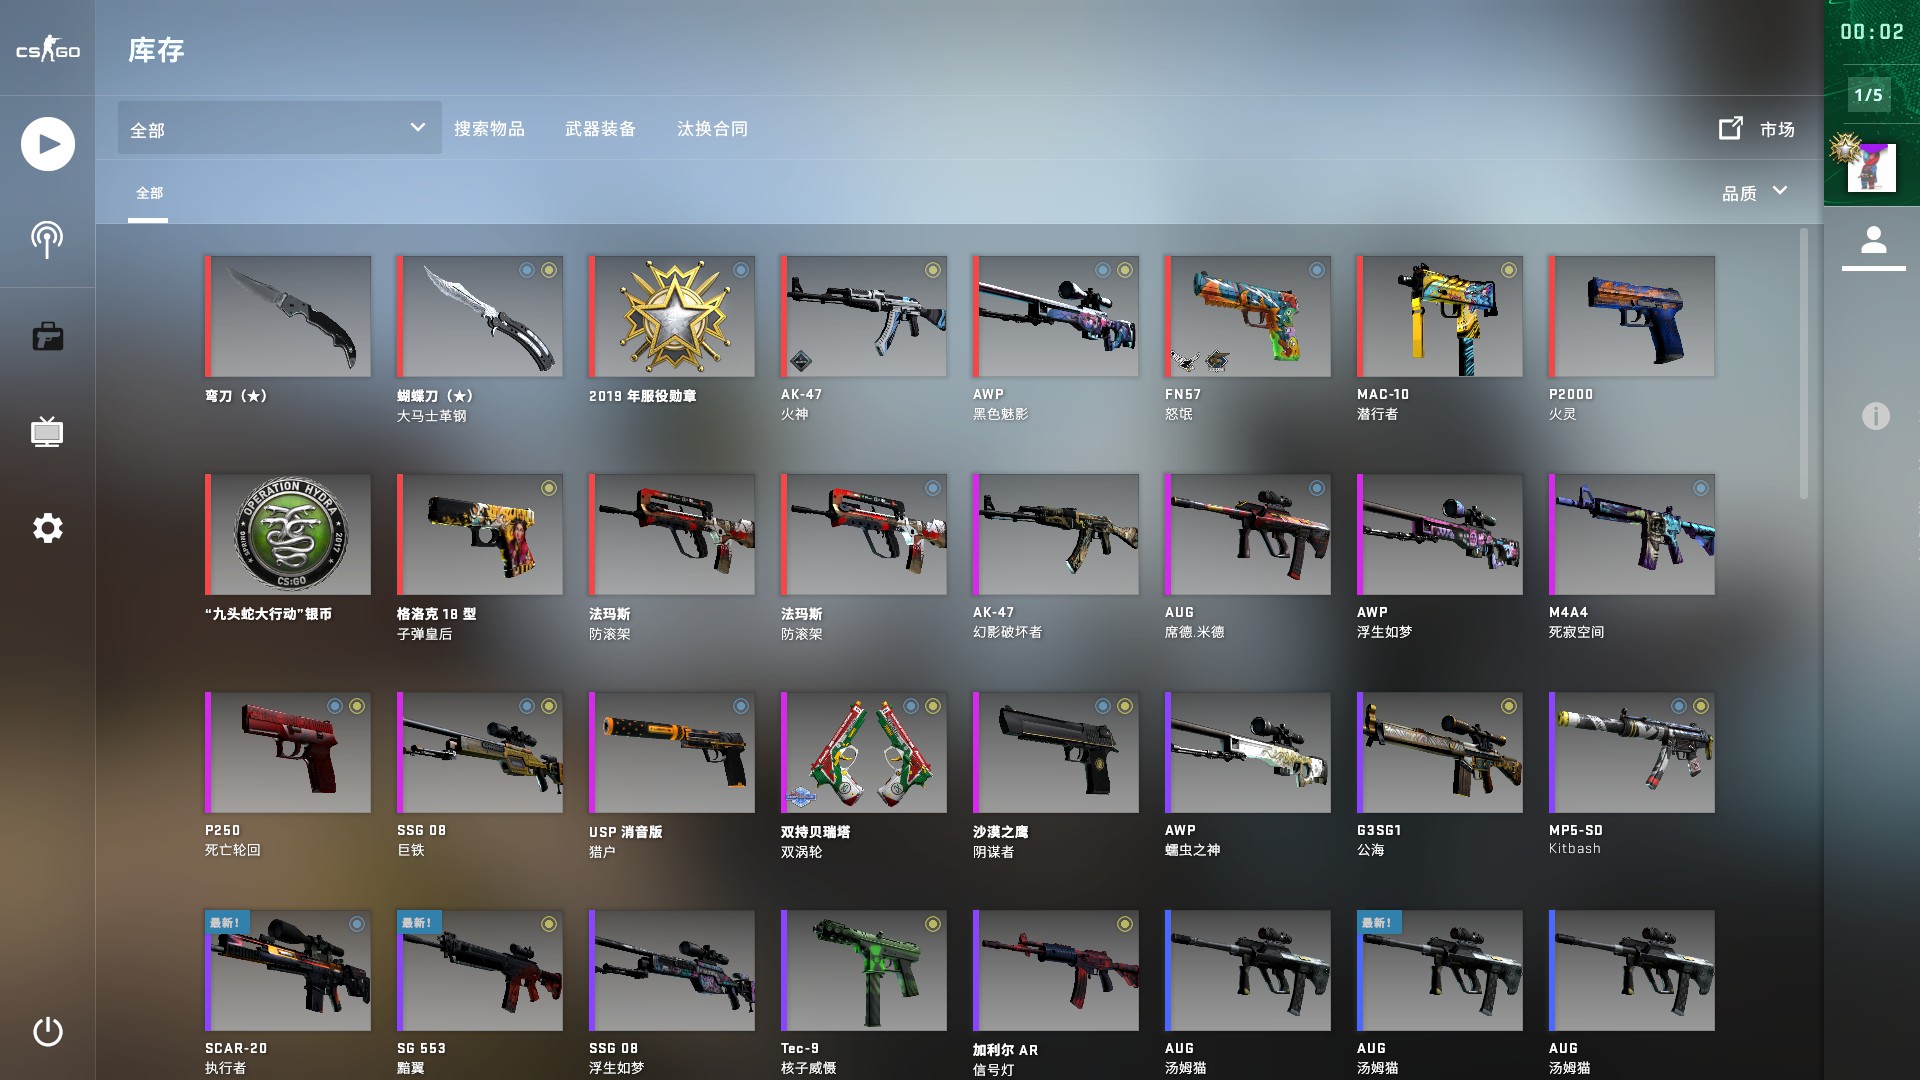 CS GO
库存
00:02
1/5
全部
搜索物品
武器装备
汰换合同
市场
全部
品质
弯刀（★）
蝴蝶刀（★）
大马士革钢
2019 年服役勋章
AK-47
火神
AWP
黑色魅影
FN57
怒氓
MAC-10
潜行者
P2000
火灵
OPERATION HYDRA
SPRING
2017
CS:GO
“九头蛇大行动”银币
格洛克 18 型
子弹皇后
法玛斯
防滚架
法玛斯
防滚架
AK-47
幻影破坏者
AUG
席德.米德
AWP
浮生如梦
M4A4
死寂空间
P250
死亡轮回
SSG 08
巨铁
USP 消音版
猎户
双持贝瑞塔
双涡轮
沙漠之鹰
阴谋者
AWP
蠕虫之神
G3SG1
公海
MP5-SD
Kitbash
最新！
SCAR-20
执行者
最新！
SG 553
黯翼
SSG 08
浮生如梦
Tec-9
核子威慑
加利尔 AR
信号灯
AUG
汤姆猫
最新！
AUG
汤姆猫
AUG
汤姆猫